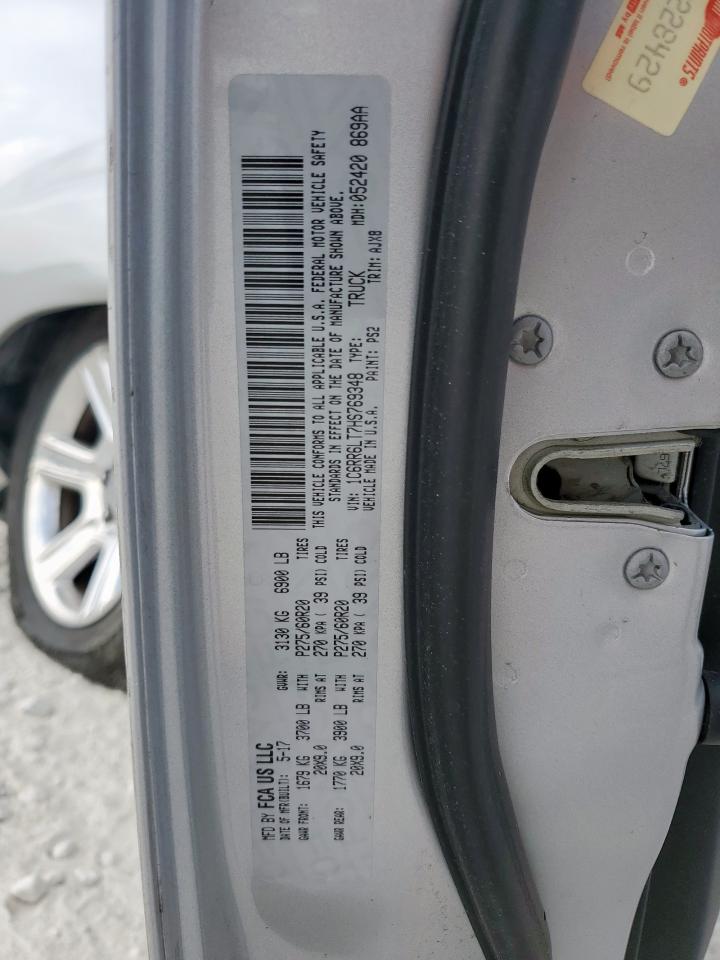 MFD BY FCA US LLC
DATE OF MFR(BUILT): 5-17 GVWR: 3130 KG 6900 LB
GAWR FRONT: 1679 KG 3700 LB WITH P275/60R20 TIRES
20X9.0 RIMS AT 270 KPA ( 39 PSI) COLD
GAWR REAR: 1770 KG 3900 LB WITH P275/60R20 TIRES
20X9.0 RIMS AT 270 KPA ( 39 PSI) COLD
THIS VEHICLE CONFORMS TO ALL APPLICABLE U.S.A. FEDERAL MOTOR VEHICLE SAFETY
STANDARDS IN EFFECT ON THE DATE OF MANUFACTURE SHOWN ABOVE.
VIN: 1C6RR6LT7HS769348 TYPE: TRUCK MDH:052420 869AA
VEHICLE MADE IN U.S.A. PAINT: PS2 TRIM: AJX8